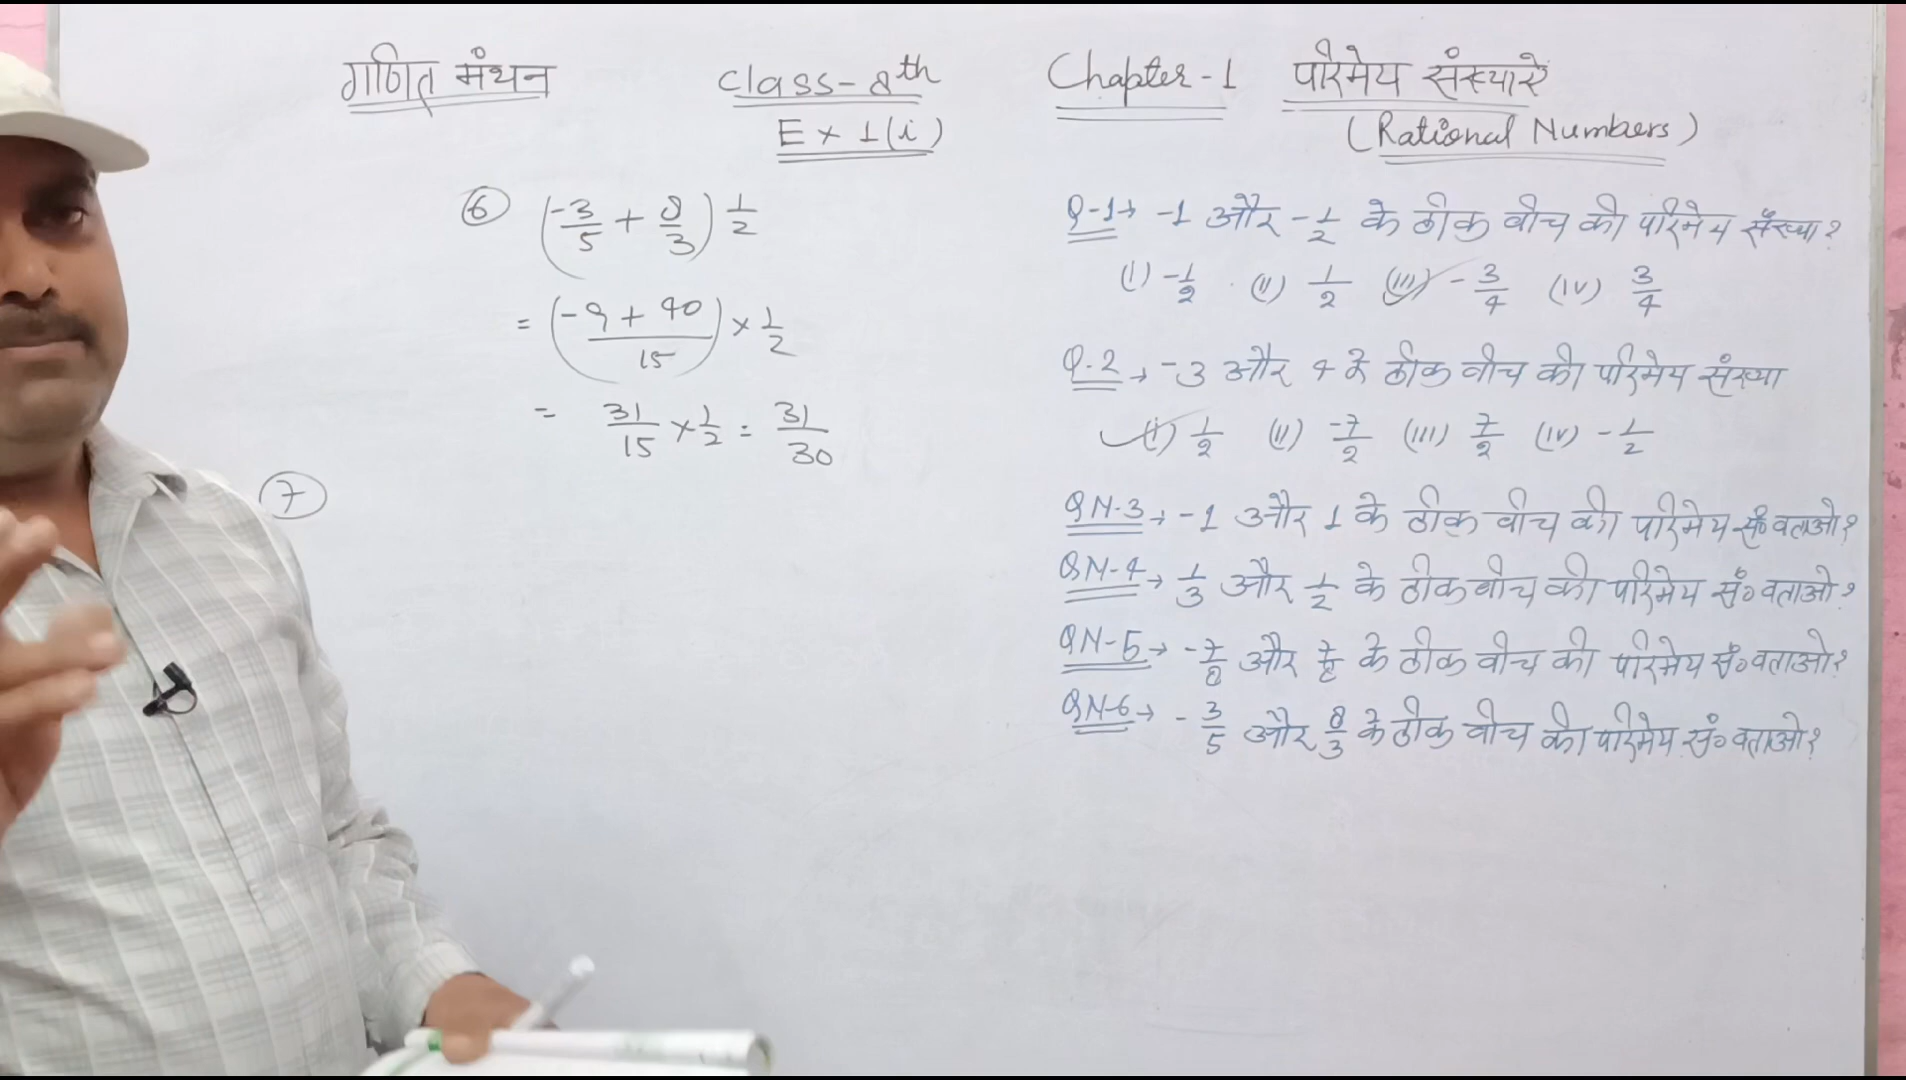 गणित मंथन Class-8th Chapter-1 परिमेय संख्याऐ
Ex 1(i) (Rational Numbers)
⑥ (-3/5 + 8/3) 1/2
= (-9+40/15) × 1/2
= 31/15 × 1/2 = 31/30
⑦
Q-1→ -1 और -1/2 के ठीक बीच की परिमेय संख्या?
(i) -1/2 (ii) 1/2 (iii) -3/4 (iv) 3/4
Q.2→ -3 और 4 के ठीक बीच की परिमेय संख्या
(i) 1/2 (ii) -7/2 (iii) 7/2 (iv) -1/2
QN-3→ -1 और 1 के ठीक बीच की परिमेय सं० बताओ?
QN-4→ 1/3 और 1/2 के ठीक बीच की परिमेय सं० बताओ?
QN-5→ -7/8 और 7/8 के ठीक बीच की परिमेय सं० बताओ?
QN-6→ -3/5 और 8/3 के ठीक बीच की परिमेय सं० बताओ?